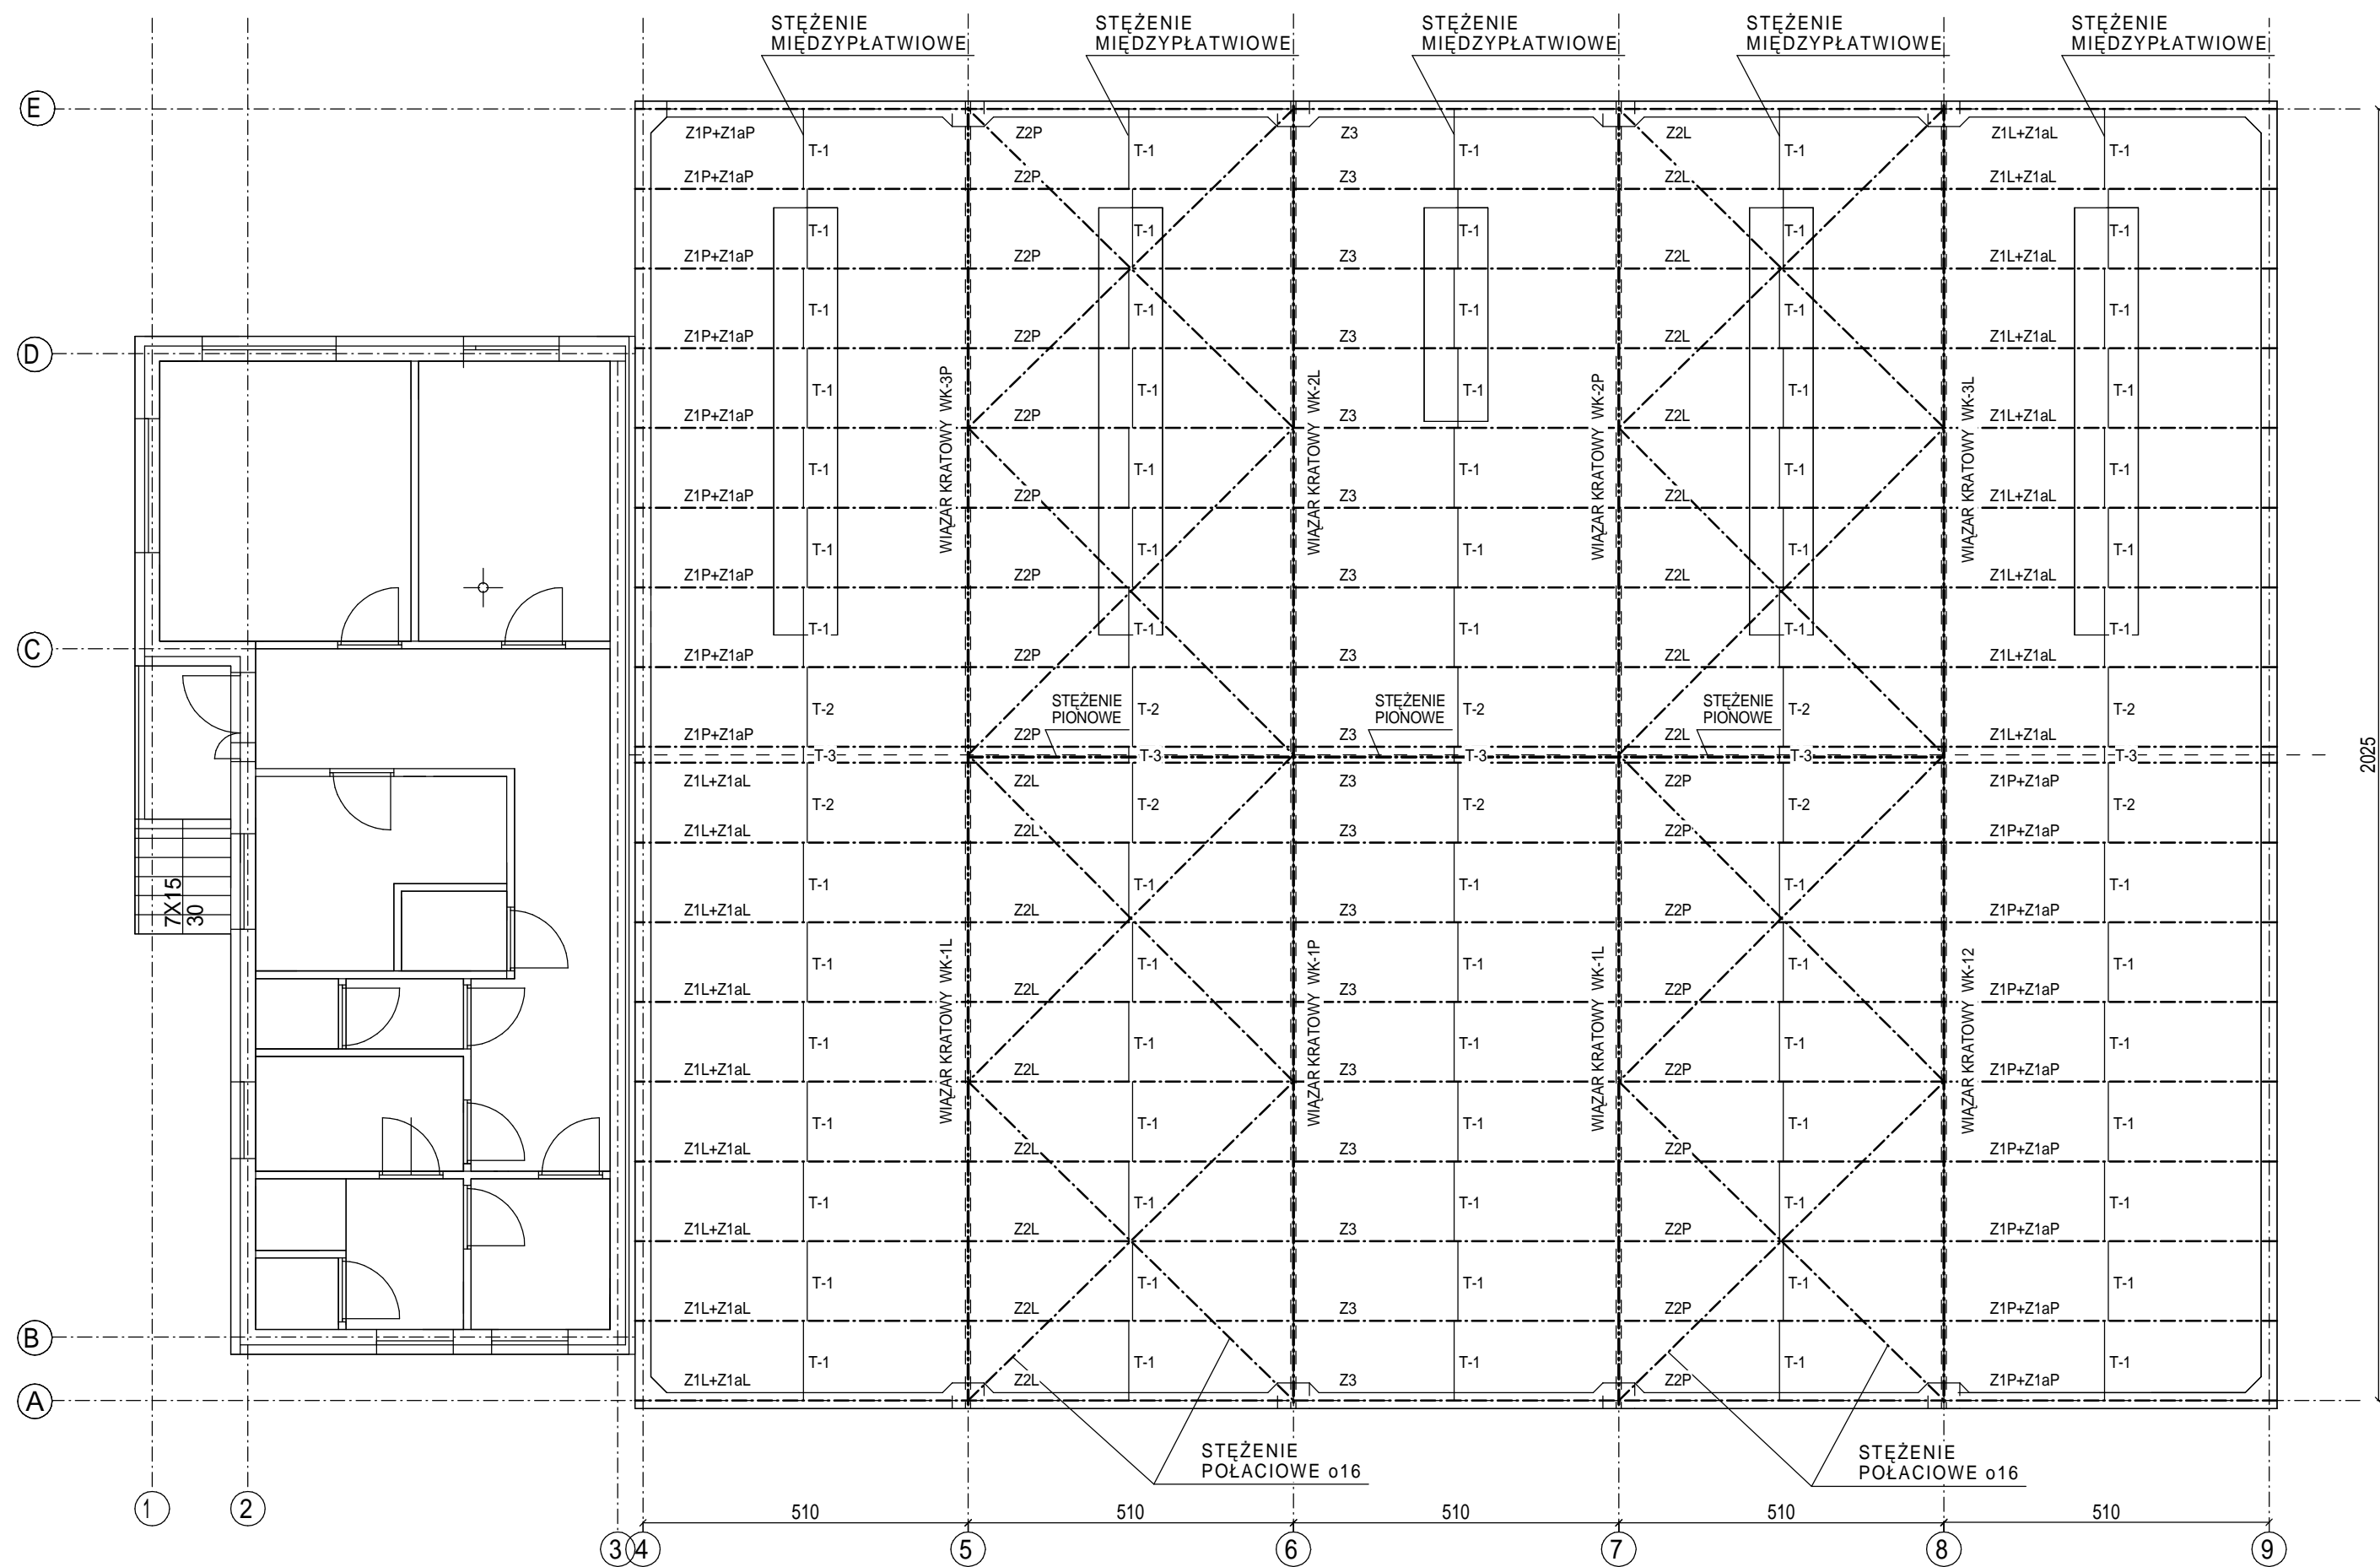 STĘŻENIE
MIĘDZYPŁATWIOWE
STĘŻENIE
MIĘDZYPŁATWIOWE
STĘŻENIE
MIĘDZYPŁATWIOWE
STĘŻENIE
MIĘDZYPŁATWIOWE
STĘŻENIE
MIĘDZYPŁATWIOWE
E
Z1P+Z1aP Z2P Z3 Z2L Z1L+Z1aL
T-1 T-1 T-1 T-1 T-1
Z1P+Z1aP Z2P Z3 Z2L Z1L+Z1aL
T-1 T-1 T-1 T-1 T-1
Z1P+Z1aP Z2P Z3 Z2L Z1L+Z1aL
T-1 T-1 T-1 T-1 T-1
Z1P+Z1aP Z2P Z3 Z2L Z1L+Z1aL
D
T-1 T-1 T-1 T-1 T-1
Z1P+Z1aP Z2P Z3 Z2L Z1L+Z1aL
WIĄZAR KRATOWY WK-3P
WIĄZAR KRATOWY WK-2L
WIĄZAR KRATOWY WK-2P
WIĄZAR KRATOWY WK-3L
T-1 T-1 T-1 T-1 T-1
Z1P+Z1aP Z2P Z3 Z2L Z1L+Z1aL
T-1 T-1 T-1 T-1 T-1
Z1P+Z1aP Z2P Z3 Z2L Z1L+Z1aL
T-1 T-1 T-1 T-1 T-1
C
Z1P+Z1aP Z2P Z3 Z2L Z1L+Z1aL
STĘŻENIE
PIONOWE
STĘŻENIE
PIONOWE
STĘŻENIE
PIONOWE
T-2 T-2 T-2 T-2 T-2
Z1P+Z1aP Z2P Z3 Z2L Z1L+Z1aL
T-3 T-3 T-3 T-3 T-3
2025
Z1L+Z1aL Z2L Z3 Z2P Z1P+Z1aP
T-2 T-2 T-2 T-2 T-2
Z1L+Z1aL Z2L Z3 Z2P Z1P+Z1aP
T-1 T-1 T-1 T-1 T-1
7X15
30
Z1L+Z1aL Z2L Z3 Z2P Z1P+Z1aP
T-1 T-1 T-1 T-1 T-1
Z1L+Z1aL Z2L Z3 Z2P Z1P+Z1aP
WIĄZAR KRATOWY WK-1L
WIĄZAR KRATOWY WK-1P
WIĄZAR KRATOWY WK-1L
WIĄZAR KRATOWY WK-12
T-1 T-1 T-1 T-1 T-1
Z1L+Z1aL Z2L Z3 Z2P Z1P+Z1aP
T-1 T-1 T-1 T-1 T-1
Z1L+Z1aL Z2L Z3 Z2P Z1P+Z1aP
T-1 T-1 T-1 T-1 T-1
Z1L+Z1aL Z2L Z3 Z2P Z1P+Z1aP
T-1 T-1 T-1 T-1 T-1
Z1L+Z1aL Z2L Z3 Z2P Z1P+Z1aP
B
T-1 T-1 T-1 T-1 T-1
Z1L+Z1aL Z2L Z3 Z2P Z1P+Z1aP
A
STĘŻENIE
POŁACIOWE o16
STĘŻENIE
POŁACIOWE o16
510 510 510 510 510
1 2 3 4 5 6 7 8 9